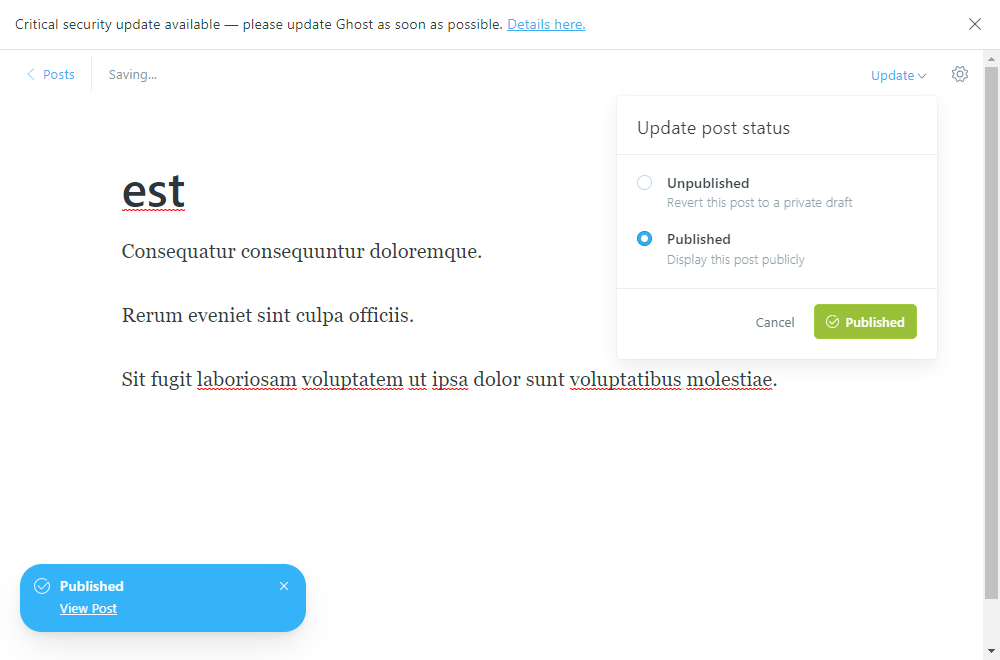 Critical security update available — please update Ghost as soon as possible. Details here.
Posts
Saving...
Update
Update post status
Unpublished
Revert this post to a private draft
Published
Display this post publicly
Cancel
Published
est
Consequatur consequuntur doloremque.
Rerum eveniet sint culpa officiis.
Sit fugit laboriosam voluptatem ut ipsa dolor sunt voluptatibus molestiae.
Published
View Post